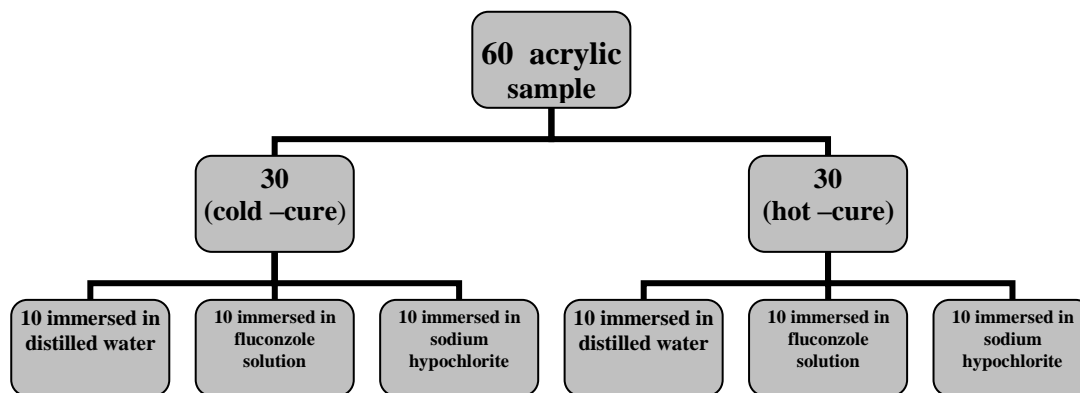 60 acrylic
sample
30
(cold –cure)
30
(hot –cure)
10 immersed in
distilled water
10 immersed in
fluconzole
solution
10 immersed in
sodium
hypochlorite
10 immersed in
distilled water
10 immersed in
fluconzole
solution
10 immersed in
sodium
hypochlorite